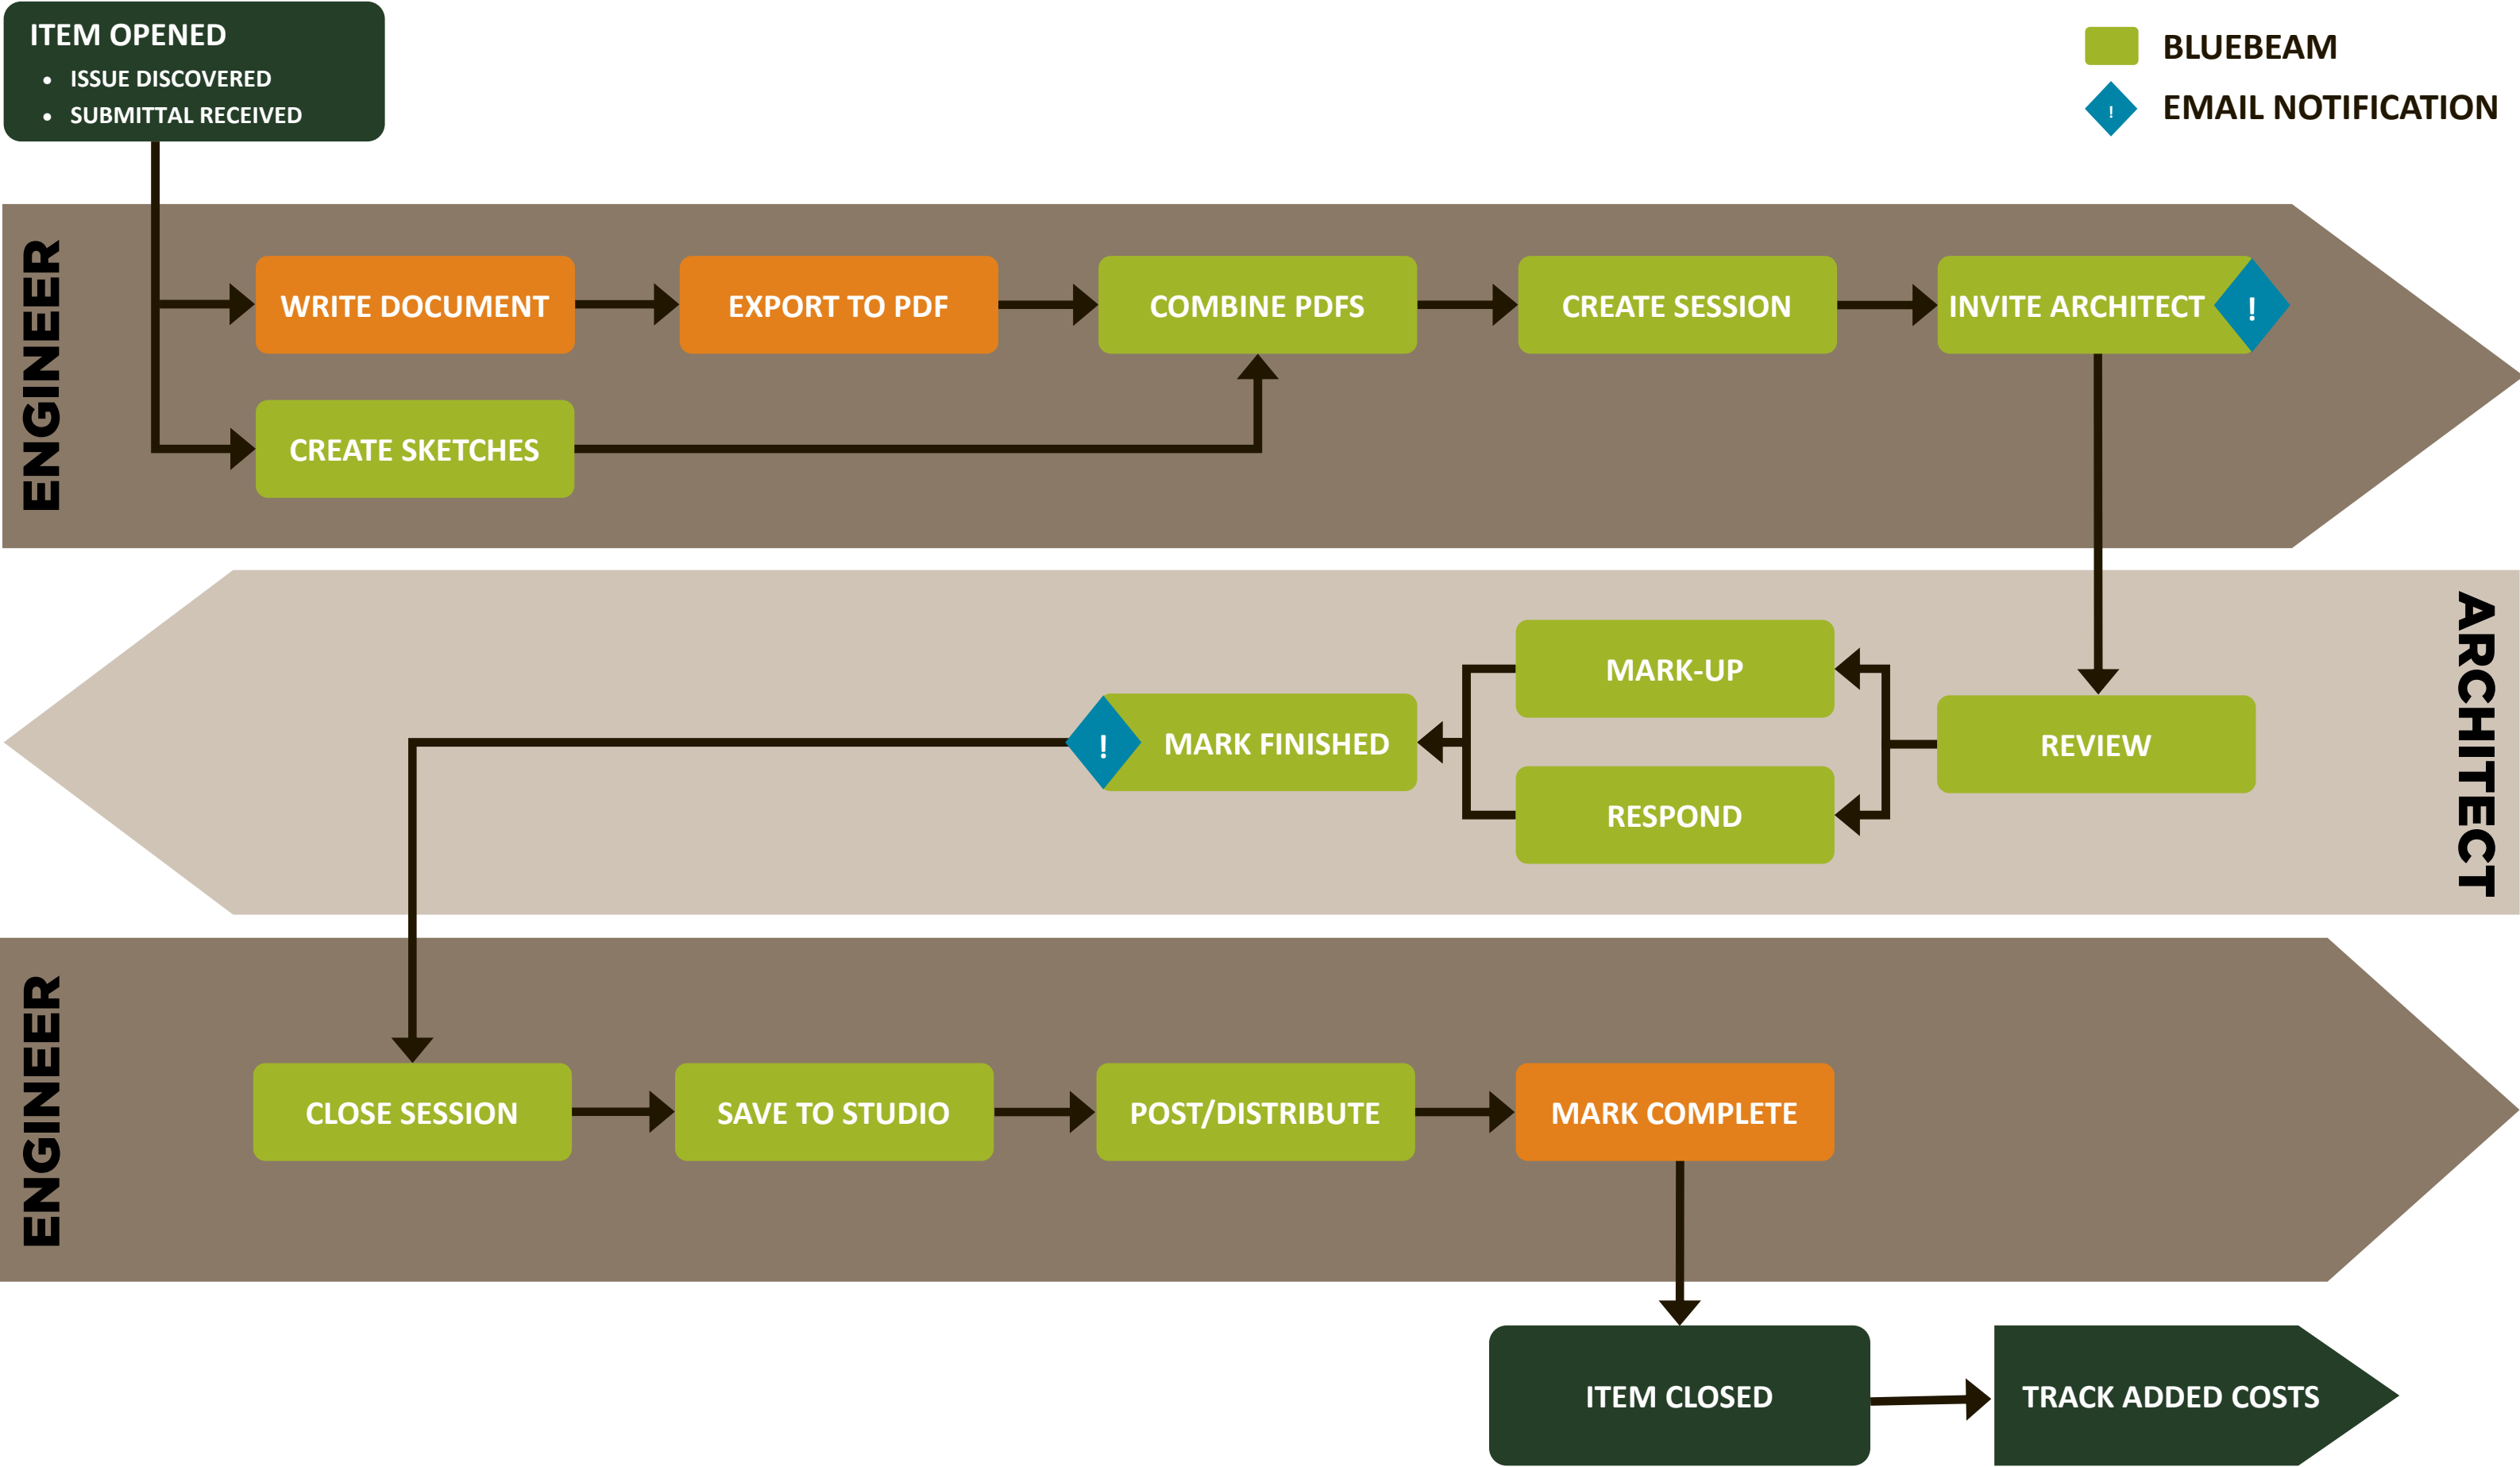 ITEM OPENED
• ISSUE DISCOVERED
• SUBMITTAL RECEIVED
BLUEBEAM
! EMAIL NOTIFICATION
ENGINEER
WRITE DOCUMENT
EXPORT TO PDF
COMBINE PDFS
CREATE SESSION
INVITE ARCHITECT !
CREATE SKETCHES
ARCHITECT
REVIEW
MARK-UP
RESPOND
! MARK FINISHED
ENGINEER
CLOSE SESSION
SAVE TO STUDIO
POST/DISTRIBUTE
MARK COMPLETE
ITEM CLOSED
TRACK ADDED COSTS